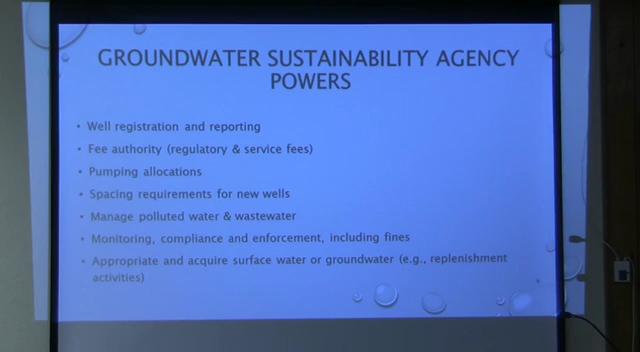 GROUNDWATER SUSTAINABILITY AGENCY
POWERS
• Well registration and reporting
• Fee authority (regulatory & service fees)
• Pumping allocations
• Spacing requirements for new wells
• Manage polluted water & wastewater
• Monitoring, compliance and enforcement, including fines
• Appropriate and acquire surface water or groundwater (e.g., replenishment
activities)